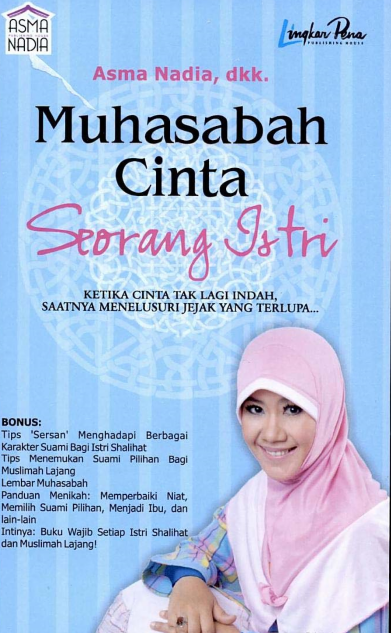 ASMA
NADIA
Lingkar Pena
PUBLISHING HOUSE
Asma Nadia, dkk.
Muhasabah
Cinta
Seorang Istri
KETIKA CINTA TAK LAGI INDAH,
SAATNYA MENELUSURI JEJAK YANG TERLUPA...
BONUS:
Tips 'Sersan' Menghadapi Berbagai
Karakter Suami Bagi Istri Shalihat
Tips Menemukan Suami Pilihan Bagi
Muslimah Lajang
Lembar Muhasabah
Panduan Menikah: Memperbaiki Niat,
Memilih Suami Pilihan, Menjadi Ibu, dan
lain-lain
Intinya: Buku Wajib Setiap Istri Shalihat
dan Muslimah Lajang!